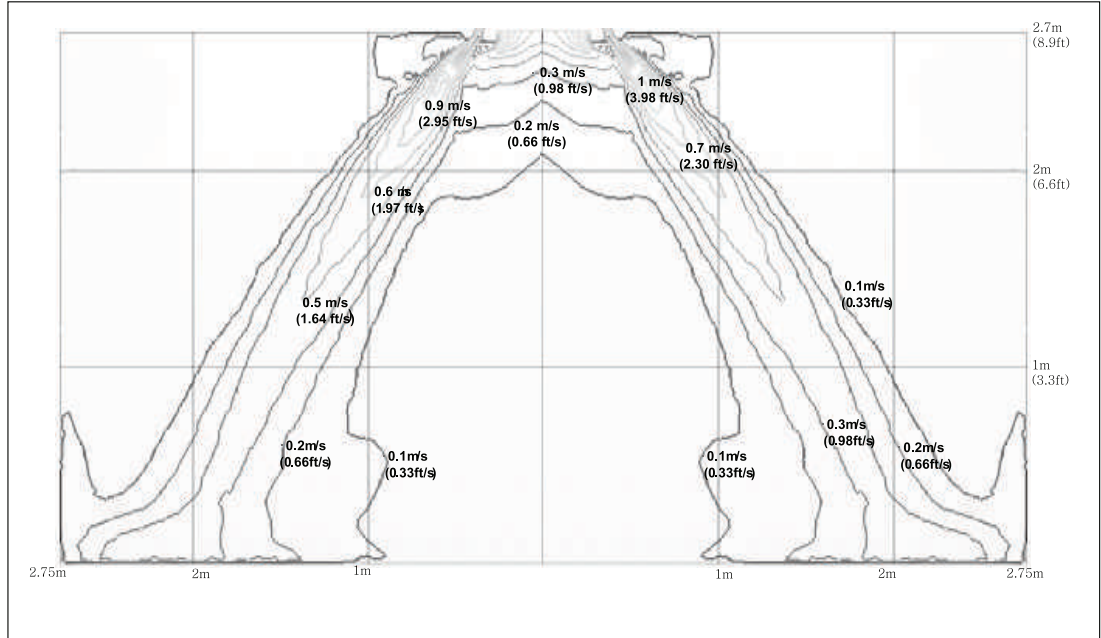 2.7m
(8.9ft)
0.3 m/s
(0.98 ft/s)
1 m/s
(3.98 ft/s)
0.9 m/s
(2.95 ft/s)
0.2 m/s
(0.66 ft/s)
0.7 m/s
(2.30 ft/s)
2m
(6.6ft)
0.6 m/s
(1.97 ft/s)
0.1m/s
(0.33ft/s)
0.5 m/s
(1.64 ft/s)
1m
(3.3ft)
0.3m/s
(0.98ft/s)
0.2m/s
(0.66ft/s)
0.1m/s
(0.33ft/s)
0.1m/s
(0.33ft/s)
0.2m/s
(0.66ft/s)
2.75m
2m
1m
1m
2m
2.75m